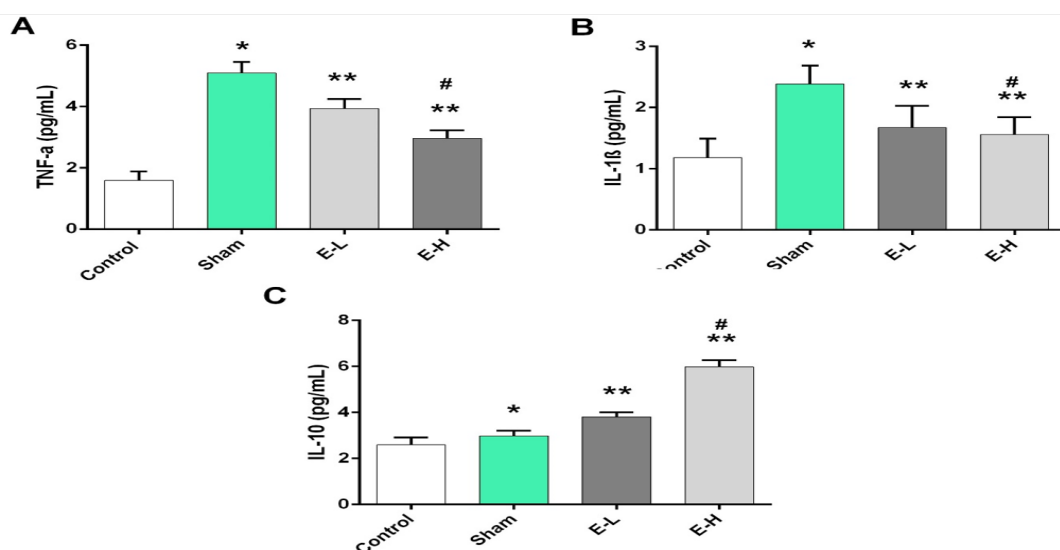 A
TNF-a (pg/mL)
6
4
2
0
*
**
#
**
Control
Sham
E-L
E-H
B
IL-1ß (pg/mL)
3
2
1
0
*
**
#
**
Sham
E-L
E-H
C
IL-10 (pg/mL)
8
6
4
2
0
*
**
#
**
Control
Sham
E-L
E-H